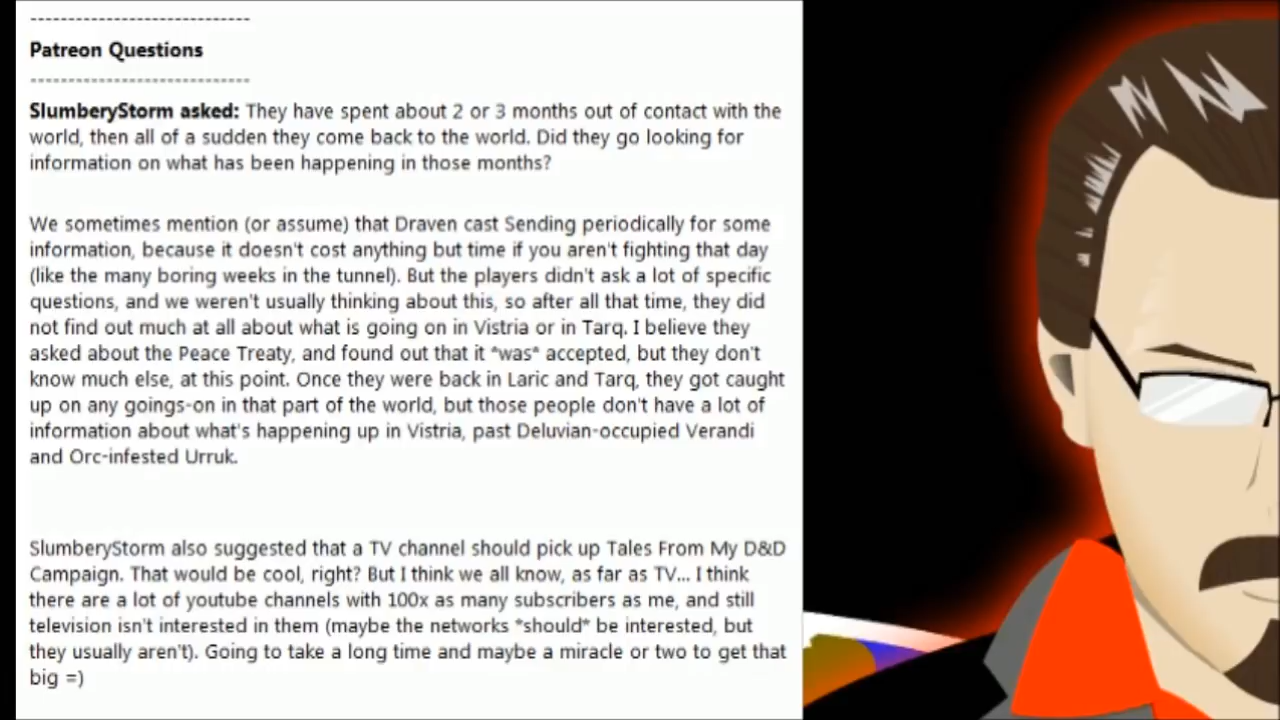 ----------------------------
Patreon Questions
----------------------------
SlumberyStorm asked: They have spent about 2 or 3 months out of contact with the
world, then all of a sudden they come back to the world. Did they go looking for
information on what has been happening in those months?
We sometimes mention (or assume) that Draven cast Sending periodically for some
information, because it doesn't cost anything but time if you aren't fighting that day
(like the many boring weeks in the tunnel). But the players didn't ask a lot of specific
questions, and we weren't usually thinking about this, so after all that time, they did
not find out much at all about what is going on in Vistria or in Tarq. I believe they
asked about the Peace Treaty, and found out that it *was* accepted, but they don't
know much else, at this point. Once they were back in Laric and Tarq, they got caught
up on any goings-on in that part of the world, but those people don't have a lot of
information about what's happening up in Vistria, past Deluvian-occupied Verandi
and Orc-infested Urruk.
SlumberyStorm also suggested that a TV channel should pick up Tales From My D&D
Campaign. That would be cool, right? But I think we all know, as far as TV... I think
there are a lot of youtube channels with 100x as many subscribers as me, and still
television isn't interested in them (maybe the networks *should* be interested, but
they usually aren't). Going to take a long time and maybe a miracle or two to get that
big =)